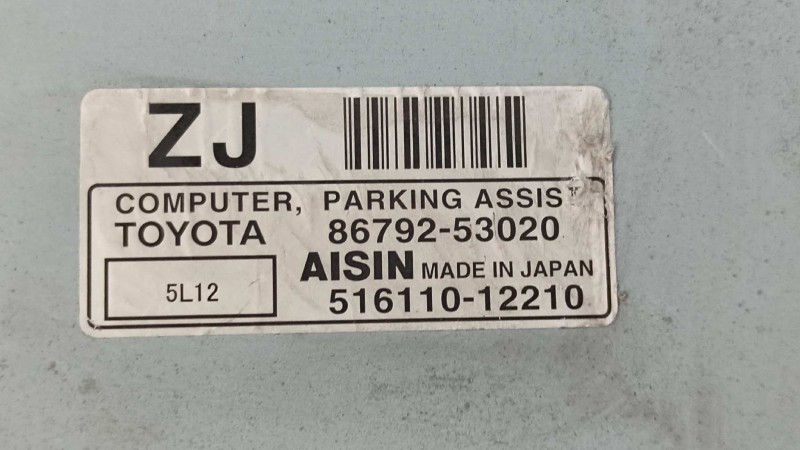 ZJ
COMPUTER, PARKING ASSIST
TOYOTA 86792-53020
AISIN MADE IN JAPAN
5L12
516110-12210